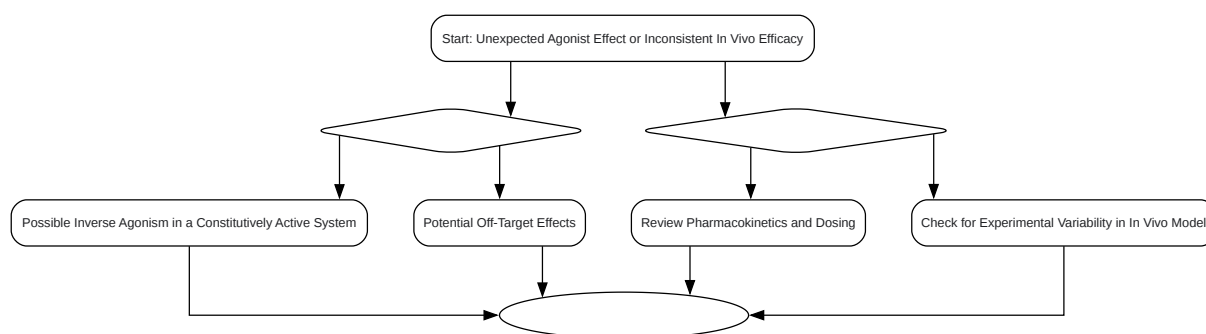 Start: Unexpected Agonist Effect or Inconsistent In Vivo Efficacy
Possible Inverse Agonism in a Constitutively Active System
Potential Off-Target Effects
Review Pharmacokinetics and Dosing
Check for Experimental Variability in In Vivo Model